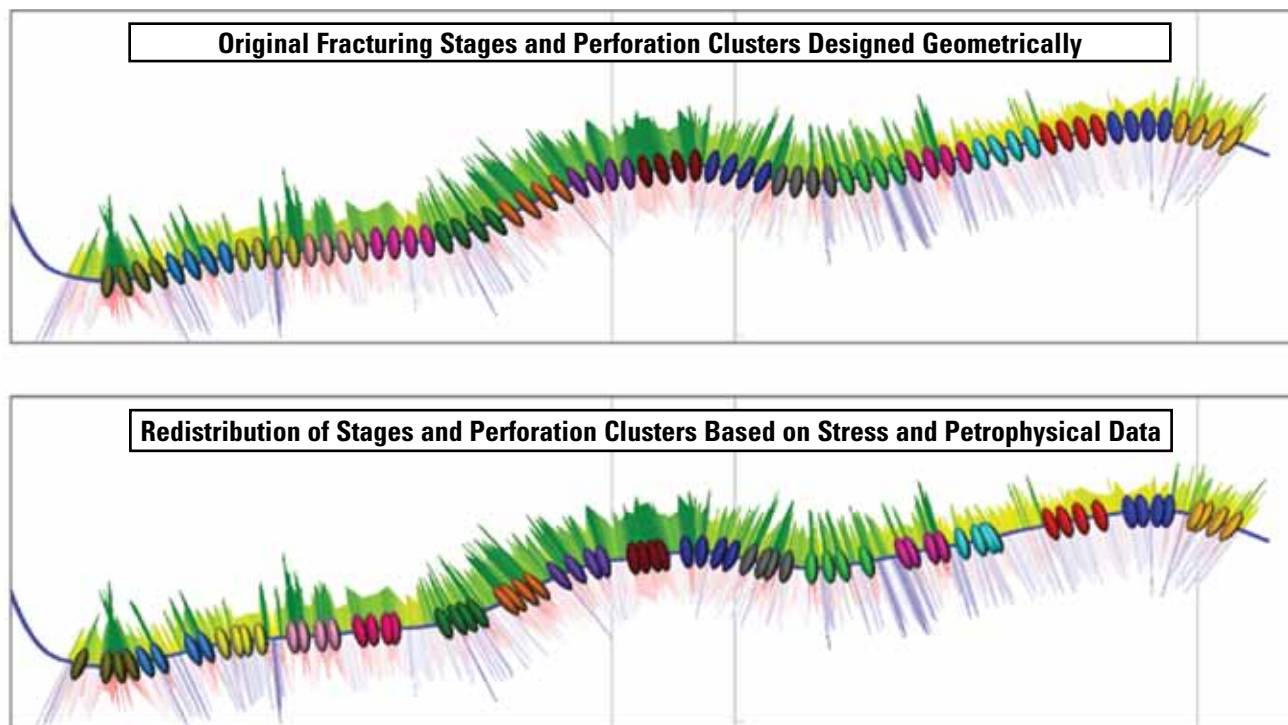 Original Fracturing Stages and Perforation Clusters Designed Geometrically
Redistribution of Stages and Perforation Clusters Based on Stress and Petrophysical Data